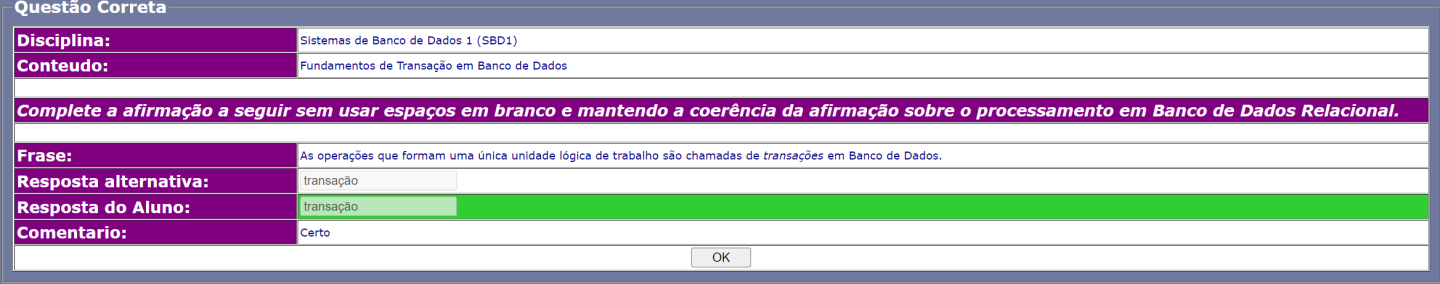 Questão Correta
Disciplina: Sistemas de Banco de Dados 1 (SBD1)
Conteudo: Fundamentos de Transação em Banco de Dados
Complete a afirmação a seguir sem usar espaços em branco e mantendo a coerência da afirmação sobre o processamento em Banco de Dados Relacional.
Frase: As operações que formam uma única unidade lógica de trabalho são chamadas de transações em Banco de Dados.
Resposta alternativa: transação
Resposta do Aluno: transação
Comentario: Certo
OK